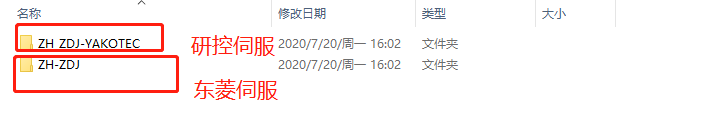 名称 修改日期 类型 大小
ZH ZDJ-YAKOTEC 研控伺服 2020/7/20/周一 16:02 文件夹
ZH-ZDJ 2020/7/20/周一 16:02 文件夹
东菱伺服